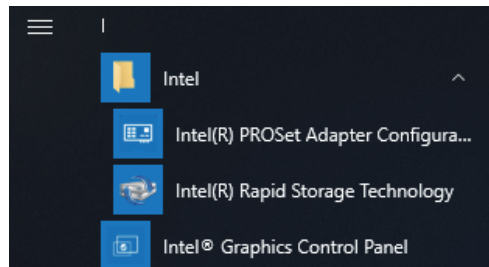 I
Intel
Intel(R) PROSet Adapter Configura...
Intel(R) Rapid Storage Technology
Intel® Graphics Control Panel